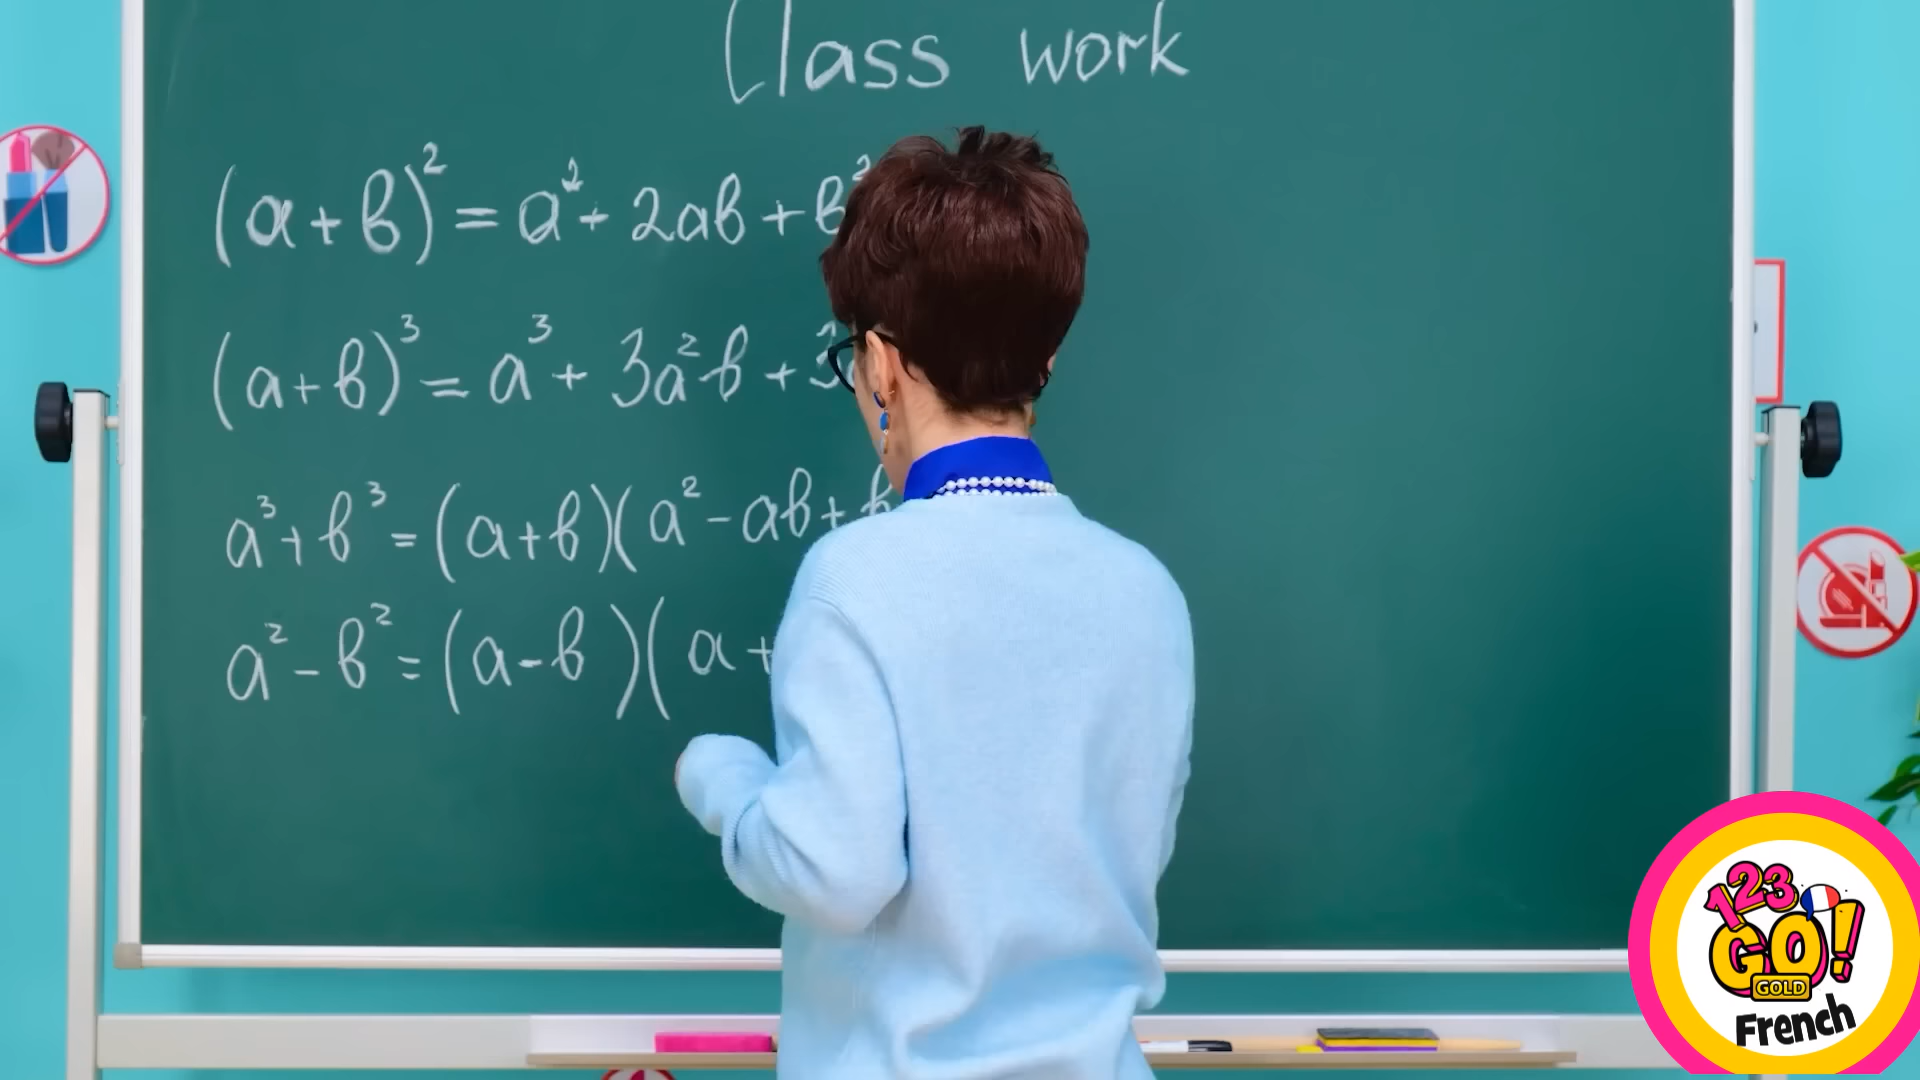 Class work
(a+b)² = a² + 2ab + b²
(a+b)³ = a³ + 3a²b + 3
a³+b³ = (a+b)(a² - ab + b
a² - b² = (a-b)(a+
123
GO!
GOLD
French